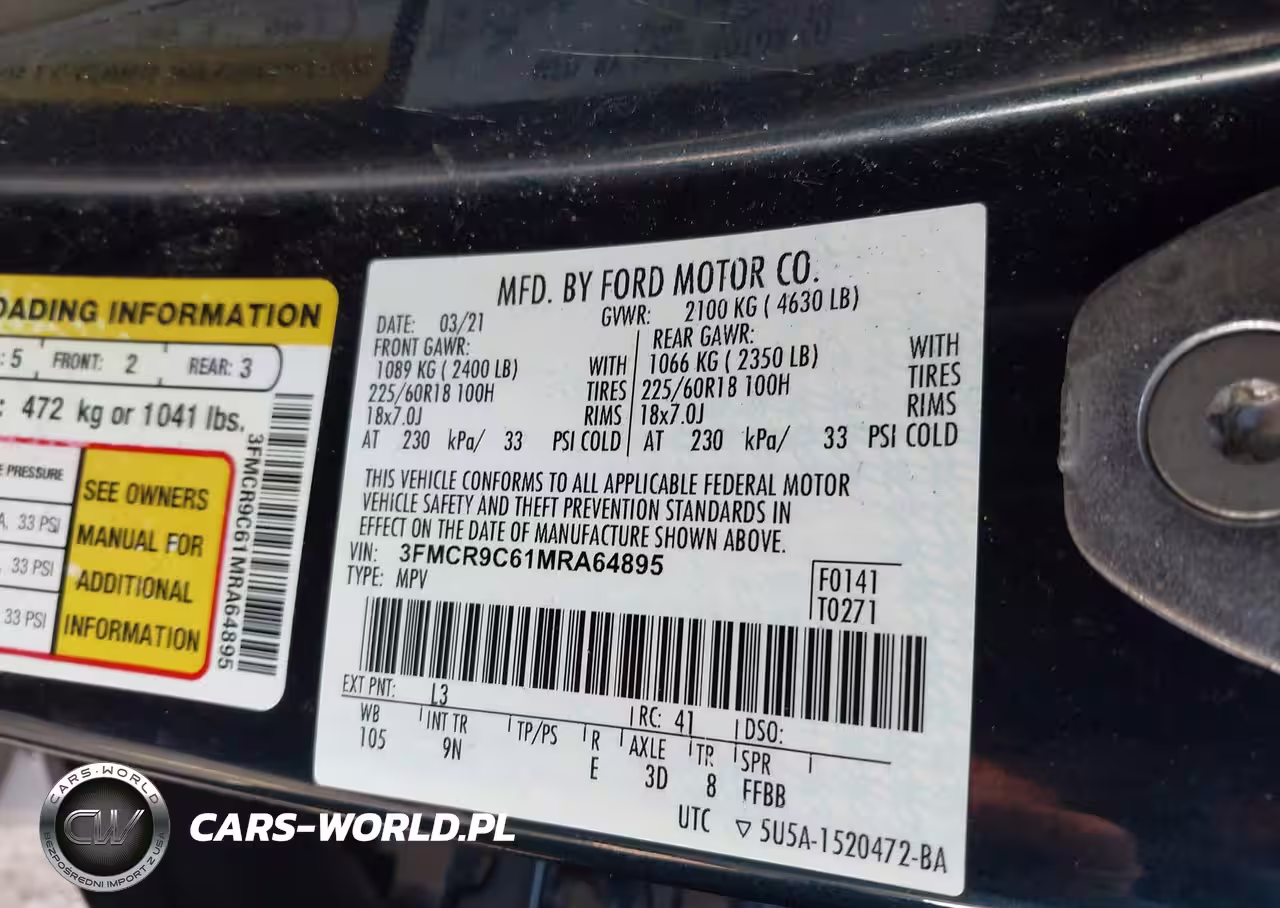 OADING INFORMATION
: 5 FRONT: 2 REAR: 3
: 472 kg or 1041 lbs.
E PRESSURE
A, 33 PSI
, 33 PSI
33 PSI
SEE OWNERS
MANUAL FOR
ADDITIONAL
INFORMATION
3FMCR9C61MRA64895
MFD. BY FORD MOTOR CO.
DATE: 03/21 GVWR: 2100 KG ( 4630 LB)
FRONT GAWR: REAR GAWR:
1089 KG ( 2400 LB) WITH 1066 KG ( 2350 LB) WITH
225/60R18 100H TIRES 225/60R18 100H TIRES
18x7.0J RIMS 18x7.0J RIMS
AT 230 kPa/ 33 PSI COLD AT 230 kPa/ 33 PSI COLD
THIS VEHICLE CONFORMS TO ALL APPLICABLE FEDERAL MOTOR
VEHICLE SAFETY AND THEFT PREVENTION STANDARDS IN
EFFECT ON THE DATE OF MANUFACTURE SHOWN ABOVE.
VIN: 3FMCR9C61MRA64895
TYPE: MPV
F0141
T0271
EXT PNT: L3 RC: 41 DSO:
WB INT TR TP/PS R AXLE TR SPR
105 9N E 3D 8 FFBB
UTC ▽ 5U5A-1520472-BA
CARS-WORLD
CW
BEZPOŚREDNI IMPORT Z USA
CARS-WORLD.PL